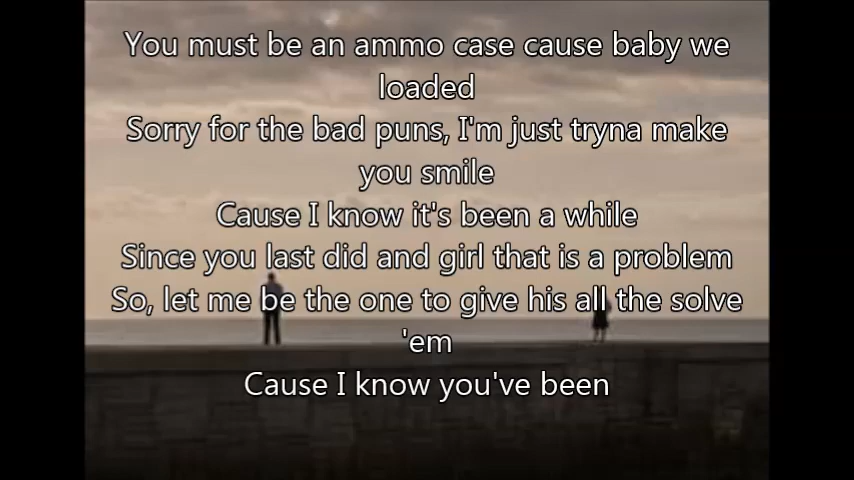 You must be an ammo case cause baby we
loaded
Sorry for the bad puns, I'm just tryna make
you smile
Cause I know it's been a while
Since you last did and girl that is a problem
So, let me be the one to give his all the solve
'em
Cause I know you've been